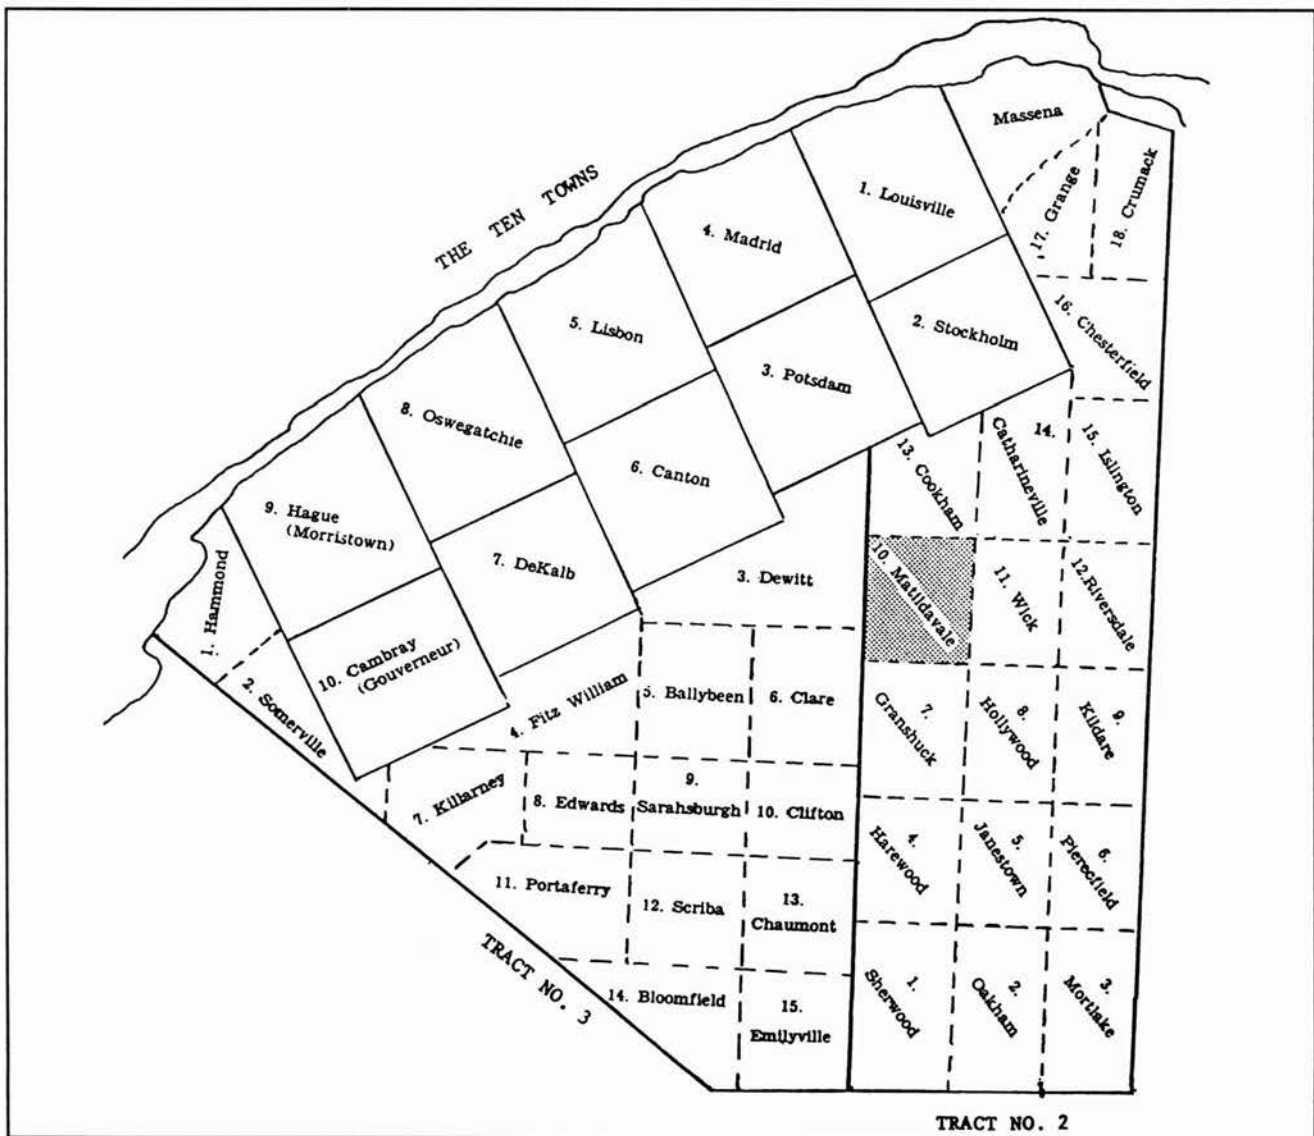 Massena
THE TEN TOWNS
1. Louisville
17. Grange
18. Crumack
4. Madrid
16. Chesterfield
5. Lisbon
2. Stockholm
3. Potsdam
8. Oswegatchie
14.
Catharineville
15. Islington
13. Cookham
6. Canton
9. Hague
(Morristown)
7. DeKalb
3. Dewitt
10. Matildavale
11. Wick
12. Riversdale
1. Hammond
10. Cambray
(Gouverneur)
2. Somerville
4. Fitz William
5. Ballybeen
6. Clare
7.
Granshuck
8.
Hollywood
9.
Kildare
7. Killarney
8. Edwards
9.
Sarahsburgh
10. Clifton
4.
Harewood
5.
Janestown
6.
Piercefield
11. Portaferry
12. Scriba
13.
Chaumont
TRACT NO. 3
14. Bloomfield
15.
Emilyville
1.
Sherwood
2.
Oakham
3.
Mortlake
TRACT NO. 2